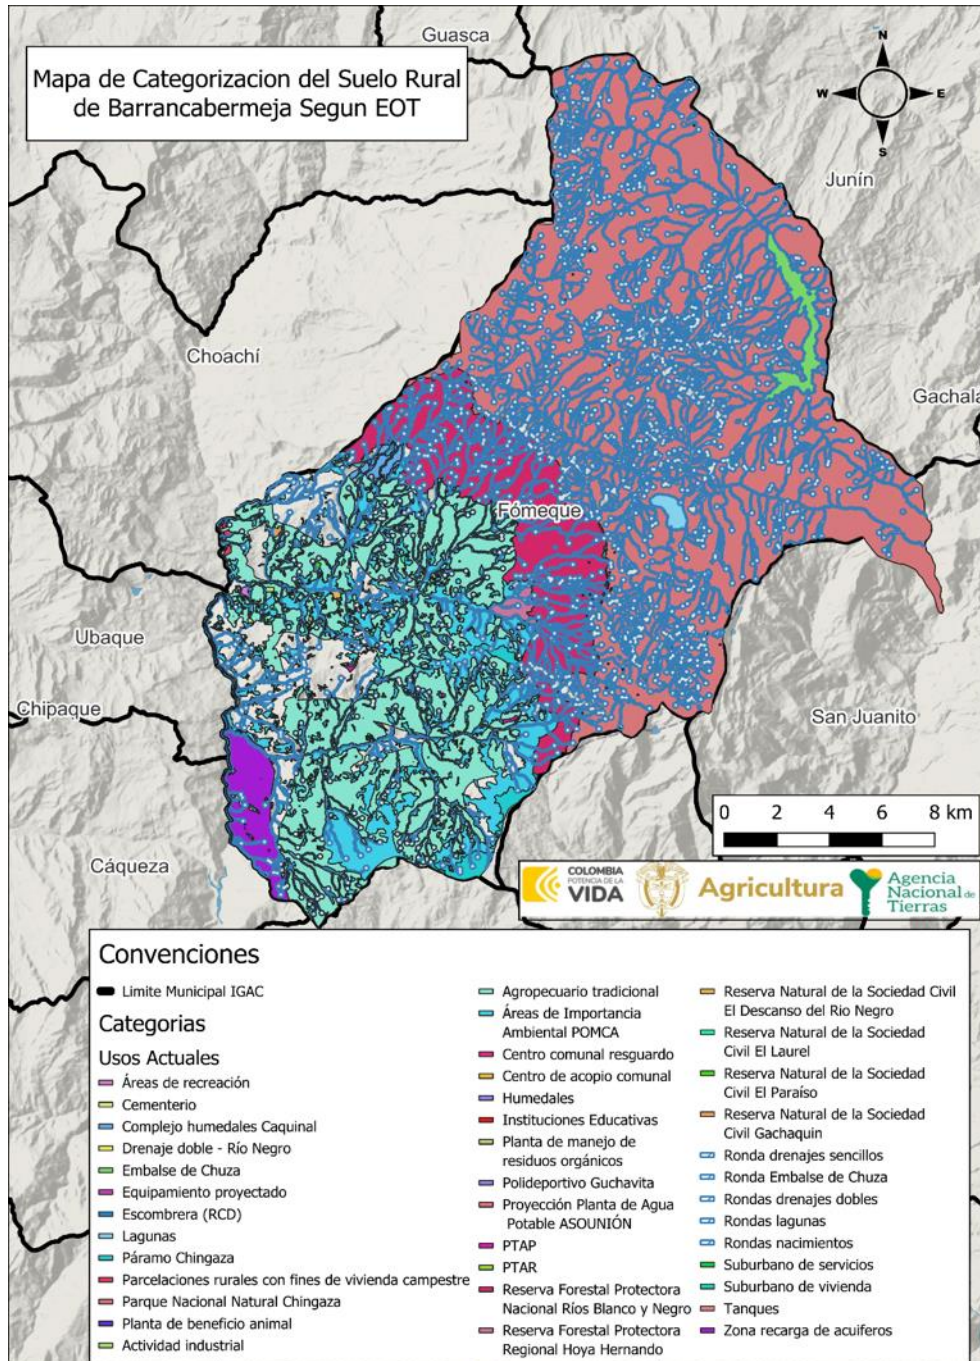 Guasca
Mapa de Categorizacion del Suelo Rural
de Barrancabermeja Segun EOT
N
W
E
S
Junín
Choachí
Gachala
Fómeque
Ubaque
Chipaque
San Juanito
Cáqueza
0 2 4 6 8 km
COLOMBIA
POTENCIA DE LA
VIDA
Agricultura
Agencia
Nacional de
Tierras
Convenciones
Limite Municipal IGAC
Categorias
Usos Actuales
Áreas de recreación
Cementerio
Complejo humedales Caquinal
Drenaje doble - Río Negro
Embalse de Chuza
Equipamiento proyectado
Escombrera (RCD)
Lagunas
Páramo Chingaza
Parcelaciones rurales con fines de vivienda campestre
Parque Nacional Natural Chingaza
Planta de beneficio animal
Actividad industrial
Agropecuario tradicional
Áreas de Importancia
Ambiental POMCA
Centro comunal resguardo
Centro de acopio comunal
Humedales
Instituciones Educativas
Planta de manejo de
residuos orgánicos
Polideportivo Guchavita
Proyección Planta de Agua
Potable ASOUNIÓN
PTAP
PTAR
Reserva Forestal Protectora
Nacional Ríos Blanco y Negro
Reserva Forestal Protectora
Regional Hoya Hernando
Reserva Natural de la Sociedad Civil
El Descanso del Rio Negro
Reserva Natural de la Sociedad
Civil El Laurel
Reserva Natural de la Sociedad
Civil El Paraíso
Reserva Natural de la Sociedad
Civil Gachaquin
Ronda drenajes sencillos
Ronda Embalse de Chuza
Rondas drenajes dobles
Rondas lagunas
Rondas nacimientos
Suburbano de servicios
Suburbano de vivienda
Tanques
Zona recarga de acuiferos